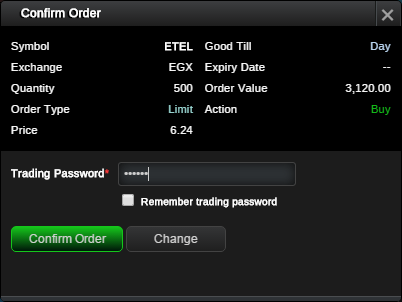 Confirm Order
Symbol ETEL Good Till Day
Exchange EGX Expiry Date --
Quantity 500 Order Value 3,120.00
Order Type Limit Action Buy
Price 6.24
Trading Password* ••••••
Remember trading password
Confirm Order Change